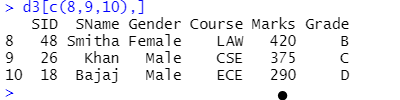 > d3[c(8,9,10),]
   SID  SName Gender Course Marks Grade
8   48 Smitha Female    LAW   420     B
9   26   Khan   Male    CSE   375     C
10  18  Bajaj   Male    ECE   290     D
>